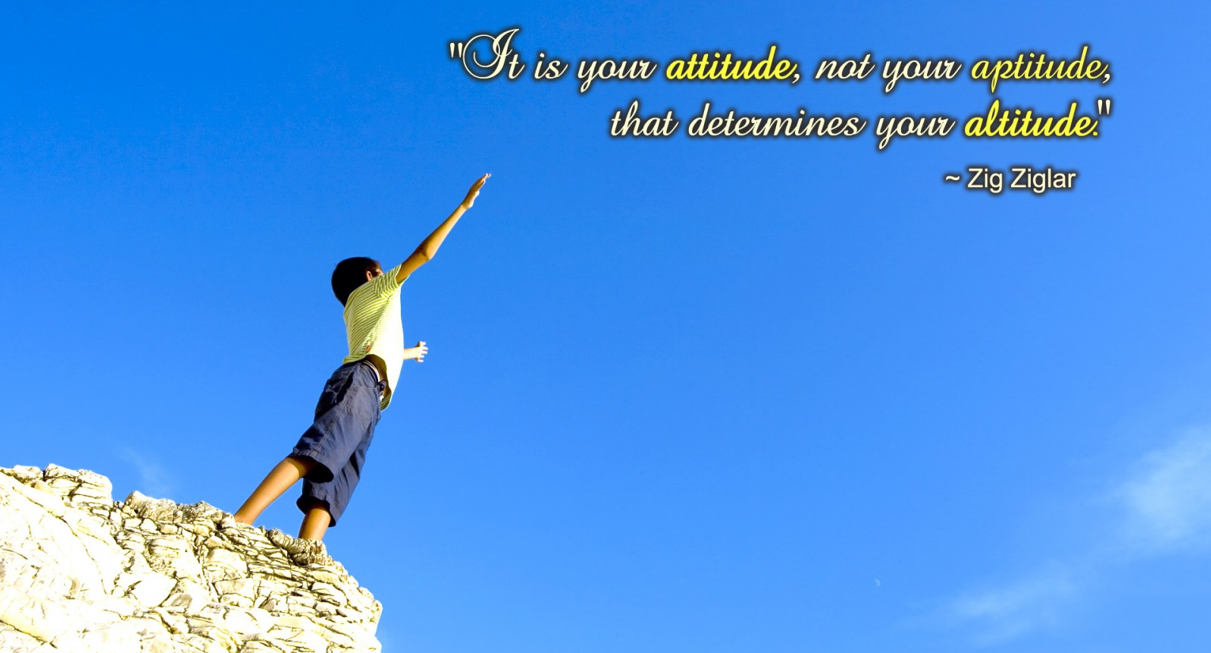 "It is your attitude, not your aptitude,
that determines your altitude."
~ Zig Ziglar